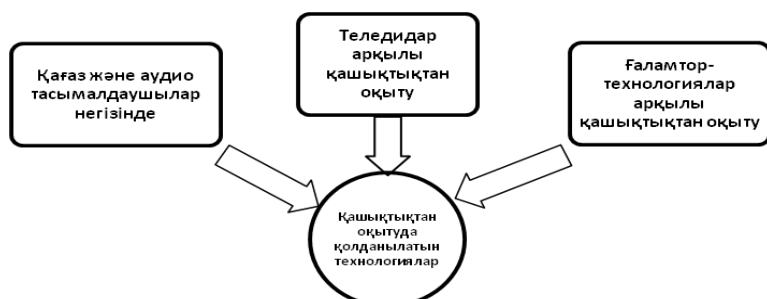 Қағаз және аудио
тасымалдаушылар
негізінде
Теледидар
арқылы
қашықтықтан
оқыту
Ғаламтор-
технологиялар
арқылы
қашықтықтан оқыту
Қашықтықтан
оқытуда
қолданылатын
технологиялар